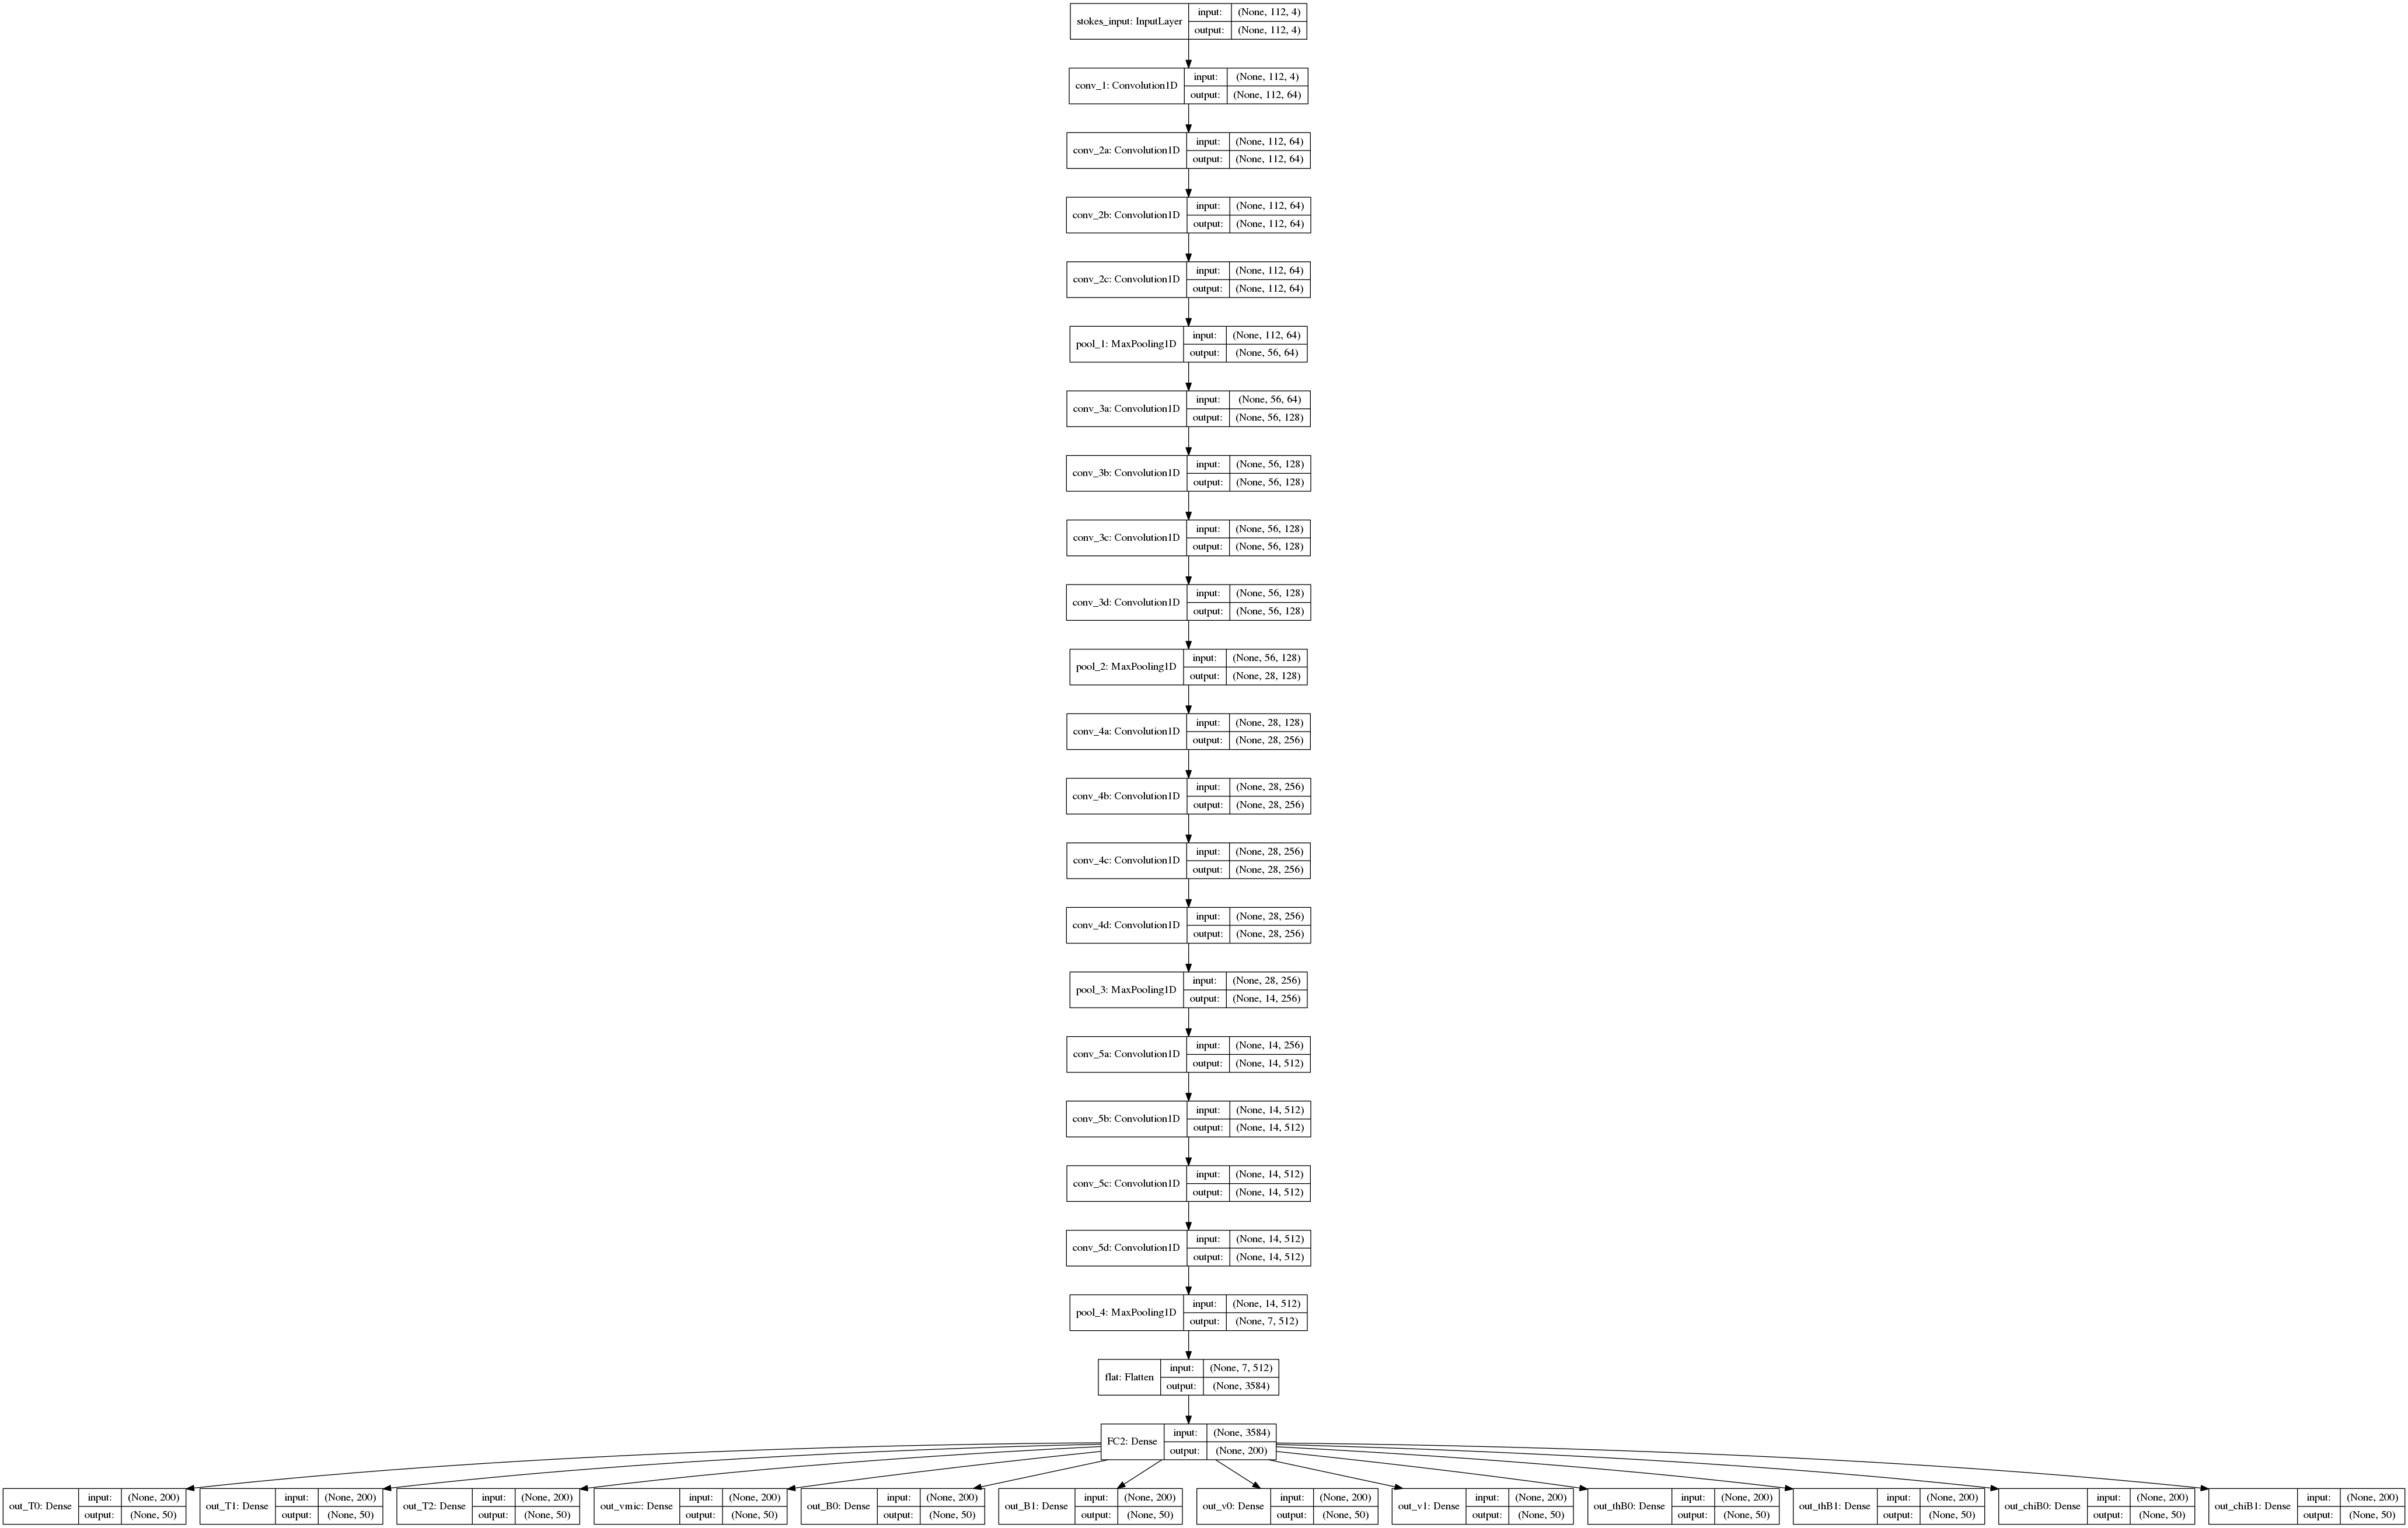 stokes_input: InputLayer input: (None, 112, 4)
output: (None, 112, 4)
conv_1: Convolution1D input: (None, 112, 4)
output: (None, 112, 64)
conv_2a: Convolution1D input: (None, 112, 64)
output: (None, 112, 64)
conv_2b: Convolution1D input: (None, 112, 64)
output: (None, 112, 64)
conv_2c: Convolution1D input: (None, 112, 64)
output: (None, 112, 64)
pool_1: MaxPooling1D input: (None, 112, 64)
output: (None, 56, 64)
conv_3a: Convolution1D input: (None, 56, 64)
output: (None, 56, 128)
conv_3b: Convolution1D input: (None, 56, 128)
output: (None, 56, 128)
conv_3c: Convolution1D input: (None, 56, 128)
output: (None, 56, 128)
conv_3d: Convolution1D input: (None, 56, 128)
output: (None, 56, 128)
pool_2: MaxPooling1D input: (None, 56, 128)
output: (None, 28, 128)
conv_4a: Convolution1D input: (None, 28, 128)
output: (None, 28, 256)
conv_4b: Convolution1D input: (None, 28, 256)
output: (None, 28, 256)
conv_4c: Convolution1D input: (None, 28, 256)
output: (None, 28, 256)
conv_4d: Convolution1D input: (None, 28, 256)
output: (None, 28, 256)
pool_3: MaxPooling1D input: (None, 28, 256)
output: (None, 14, 256)
conv_5a: Convolution1D input: (None, 14, 256)
output: (None, 14, 512)
conv_5b: Convolution1D input: (None, 14, 512)
output: (None, 14, 512)
conv_5c: Convolution1D input: (None, 14, 512)
output: (None, 14, 512)
conv_5d: Convolution1D input: (None, 14, 512)
output: (None, 14, 512)
pool_4: MaxPooling1D input: (None, 14, 512)
output: (None, 7, 512)
flat: Flatten input: (None, 7, 512)
output: (None, 3584)
FC2: Dense input: (None, 3584)
output: (None, 200)
out_T0: Dense input: (None, 200)
output: (None, 50)
out_T1: Dense input: (None, 200)
output: (None, 50)
out_T2: Dense input: (None, 200)
output: (None, 50)
out_vmic: Dense input: (None, 200)
output: (None, 50)
out_B0: Dense input: (None, 200)
output: (None, 50)
out_B1: Dense input: (None, 200)
output: (None, 50)
out_v0: Dense input: (None, 200)
output: (None, 50)
out_v1: Dense input: (None, 200)
output: (None, 50)
out_thB0: Dense input: (None, 200)
output: (None, 50)
out_thB1: Dense input: (None, 200)
output: (None, 50)
out_chiB0: Dense input: (None, 200)
output: (None, 50)
out_chiB1: Dense input: (None, 200)
output: (None, 50)